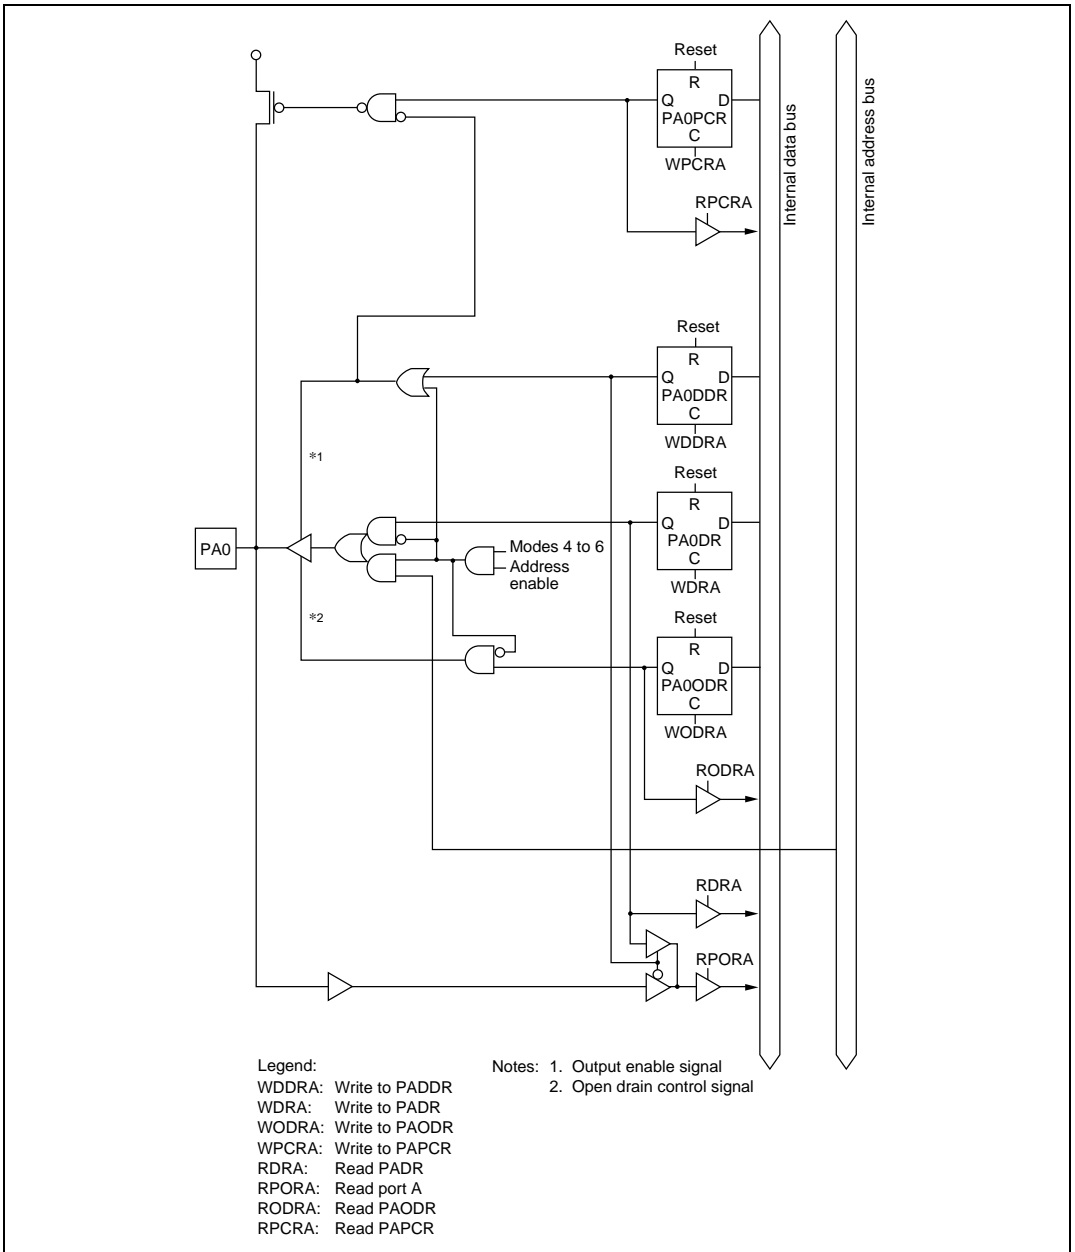 Reset
R
Q D
PA0PCR
C
WPCRA
RPCRA
Internal data bus
Internal address bus
Reset
R
Q D
PA0DDR
C
WDDRA
*1
Reset
R
Q D
PA0DR
C
WDRA
PA0
Modes 4 to 6
Address
enable
*2
Reset
R
Q D
PA0ODR
C
WODRA
RODRA
RDRA
RPORA
Legend:
WDDRA: Write to PADDR
WDRA: Write to PADR
WODRA: Write to PAODR
WPCRA: Write to PAPCR
RDRA: Read PADR
RPORA: Read port A
RODRA: Read PAODR
RPCRA: Read PAPCR
Notes: 1. Output enable signal
2. Open drain control signal